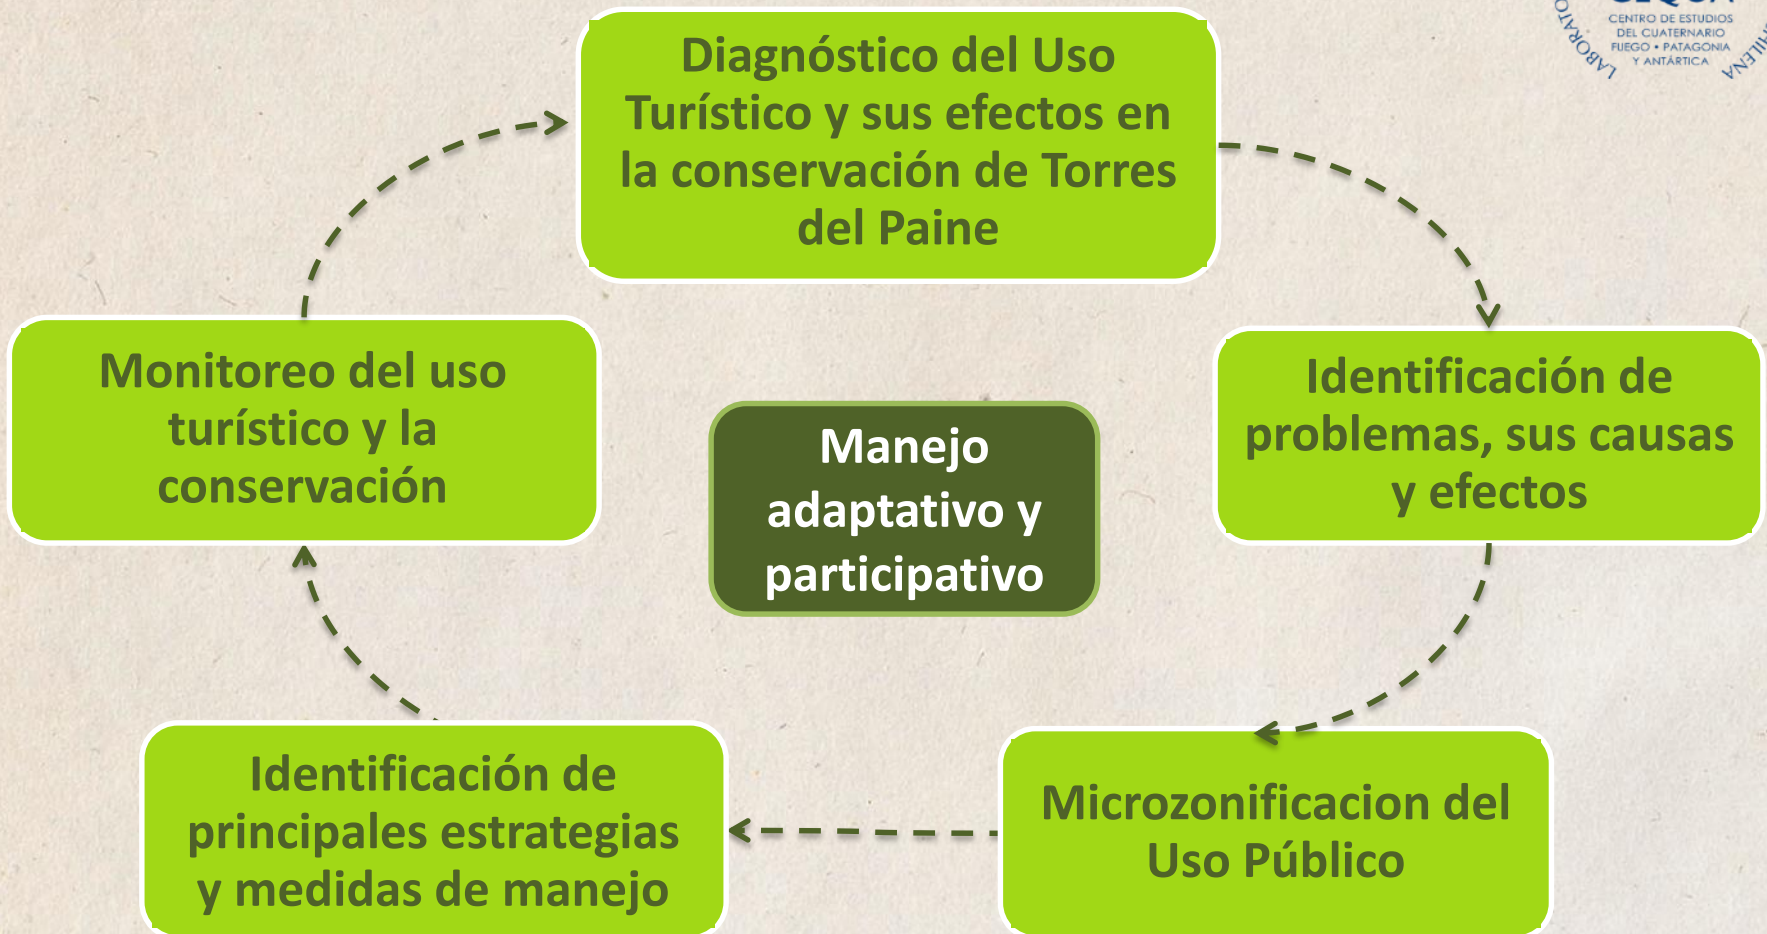 CENTRO DE ESTUDIOS
DEL CUATERNARIO
FUEGO • PATAGONIA
Y ANTÁRTICA
Diagnóstico del Uso
Turístico y sus efectos en
la conservación de Torres
del Paine
Monitoreo del uso
turístico y la
conservación
Manejo
adaptativo y
participativo
Identificación de
problemas, sus causas
y efectos
Identificación de
principales estrategias
y medidas de manejo
Microzonificacion del
Uso Público